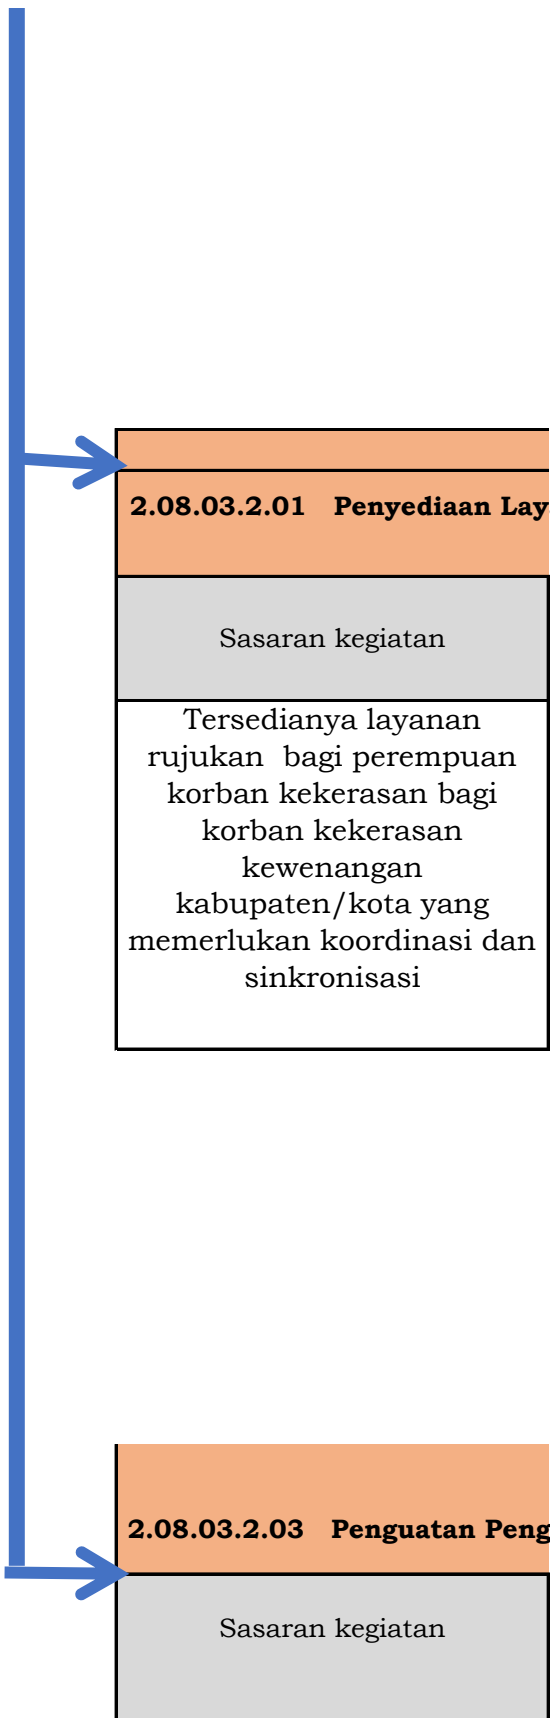 2.08.03.2.01 Penyediaan Lay
Sasaran kegiatan
Tersedianya layanan
rujukan bagi perempuan
korban kekerasan bagi
korban kekerasan
kewenangan
kabupaten/kota yang
memerlukan koordinasi dan
sinkronisasi
2.08.03.2.03 Penguatan Peng
Sasaran kegiatan